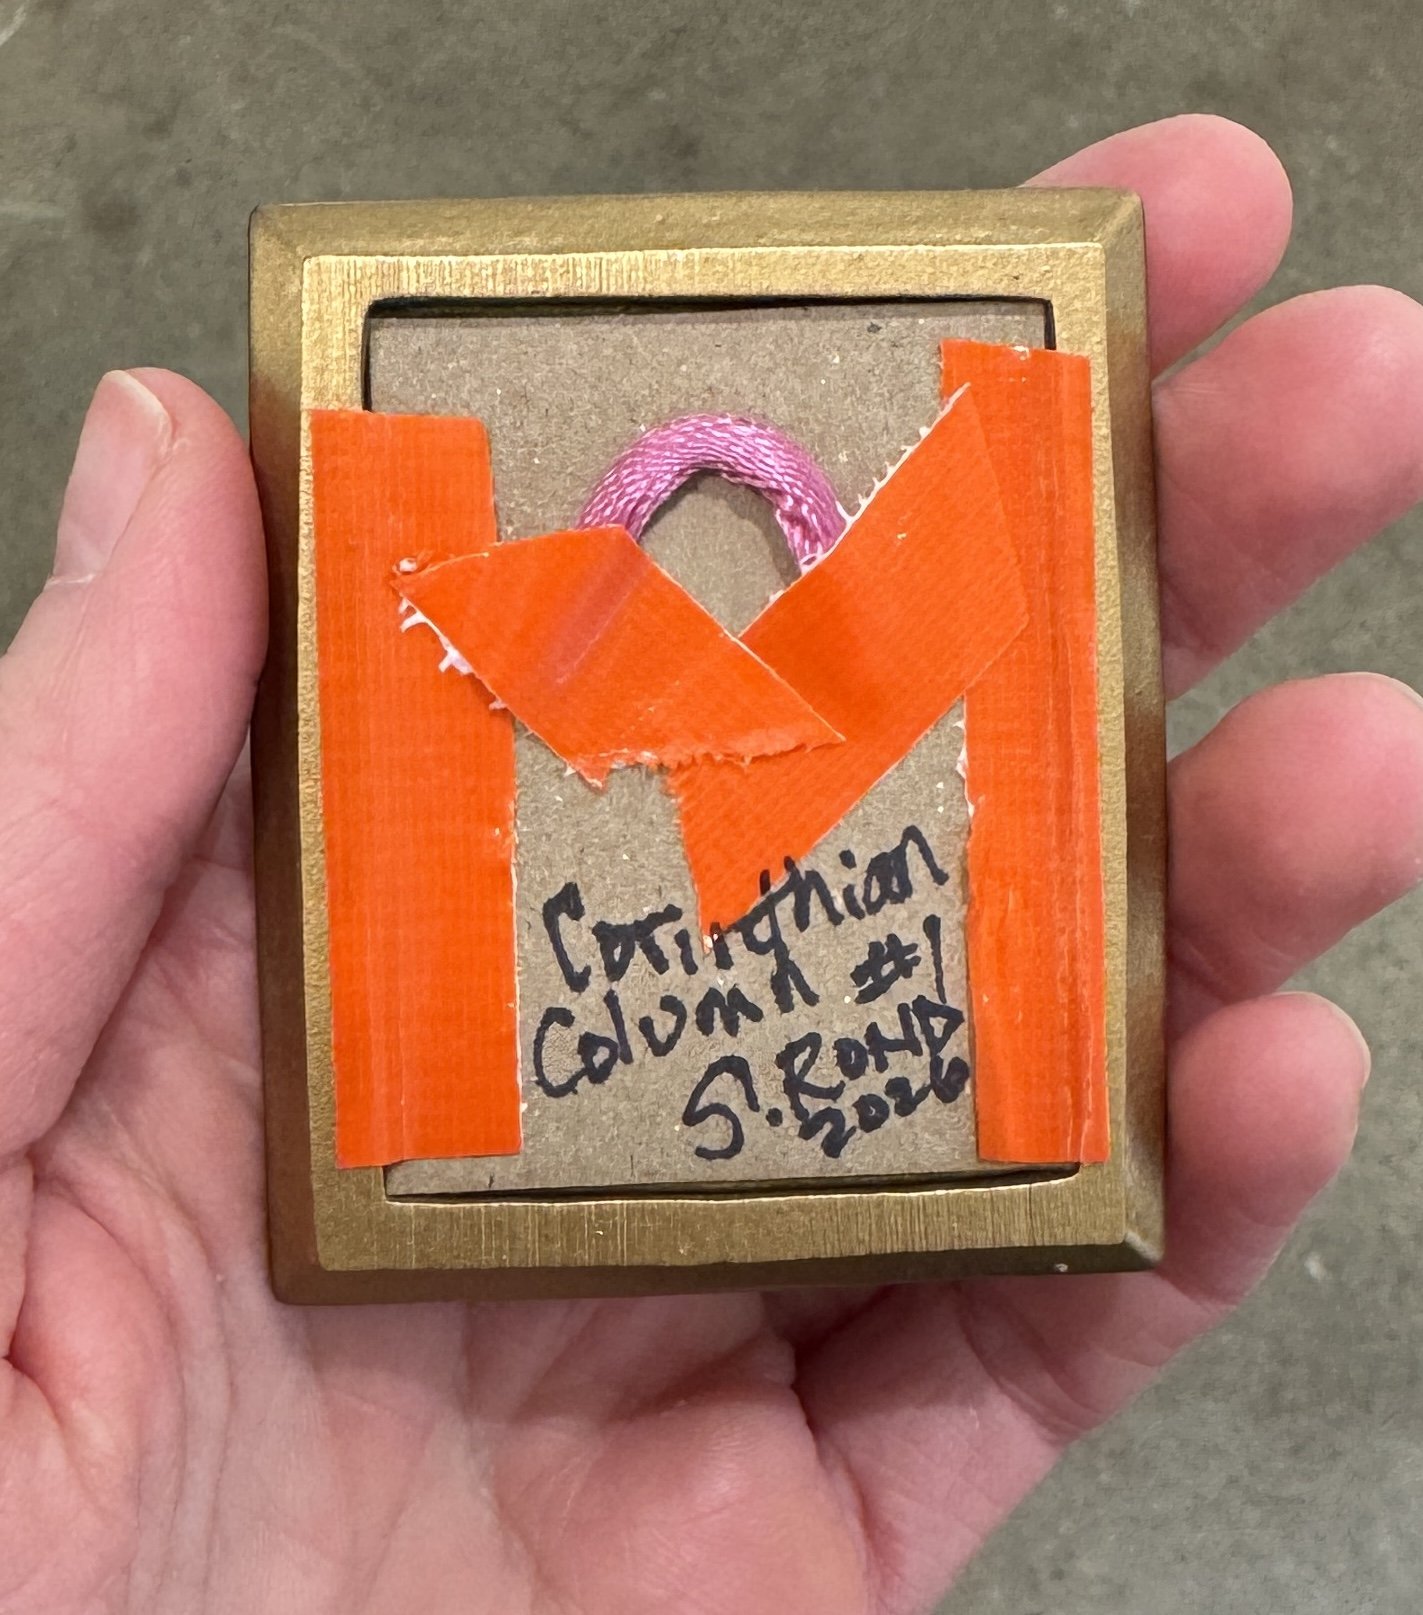 Corinthian
Column #1
S. ROND
2026